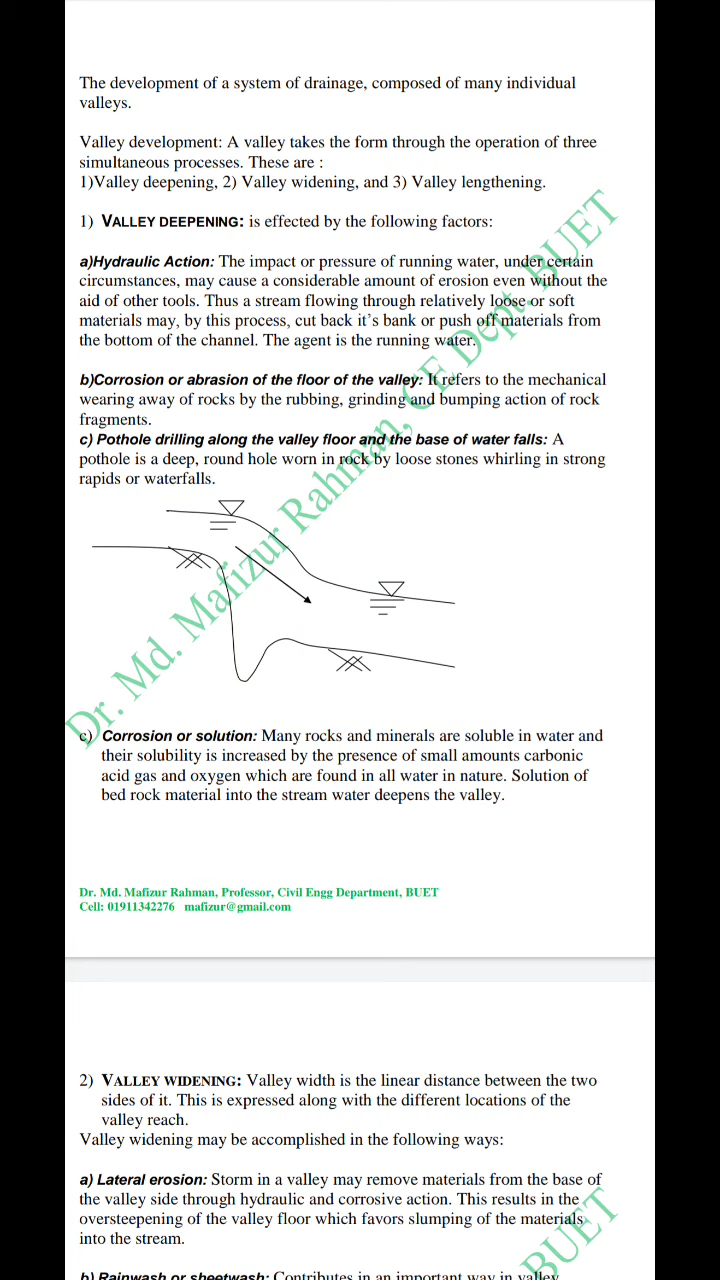 The development of a system of drainage, composed of many individual
valleys.
Valley development: A valley takes the form through the operation of three
simultaneous processes. These are :
1)Valley deepening, 2) Valley widening, and 3) Valley lengthening.
1) VALLEY DEEPENING: is effected by the following factors:
a)Hydraulic Action: The impact or pressure of running water, under certain
circumstances, may cause a considerable amount of erosion even without the
aid of other tools. Thus a stream flowing through relatively loose or soft
materials may, by this process, cut back it's bank or push off materials from
the bottom of the channel. The agent is the running water.
b)Corrosion or abrasion of the floor of the valley: It refers to the mechanical
wearing away of rocks by the rubbing, grinding and bumping action of rock
fragments.
c) Pothole drilling along the valley floor and the base of water falls: A
pothole is a deep, round hole worn in rock by loose stones whirling in strong
rapids or waterfalls.
Dr. Md. Mafizur Rahman, CE Dept. BUET
c) Corrosion or solution: Many rocks and minerals are soluble in water and
their solubility is increased by the presence of small amounts carbonic
acid gas and oxygen which are found in all water in nature. Solution of
bed rock material into the stream water deepens the valley.
Dr. Md. Mafizur Rahman, Professor, Civil Engg Department, BUET
Cell: 01911342276 mafizur@gmail.com
2) VALLEY WIDENING: Valley width is the linear distance between the two
sides of it. This is expressed along with the different locations of the
valley reach.
Valley widening may be accomplished in the following ways:
a) Lateral erosion: Storm in a valley may remove materials from the base of
the valley side through hydraulic and corrosive action. This results in the
oversteepening of the valley floor which favors slumping of the materials
into the stream.
BUET
b) Rainwash or sheetwash: Contributes in an important way in valley